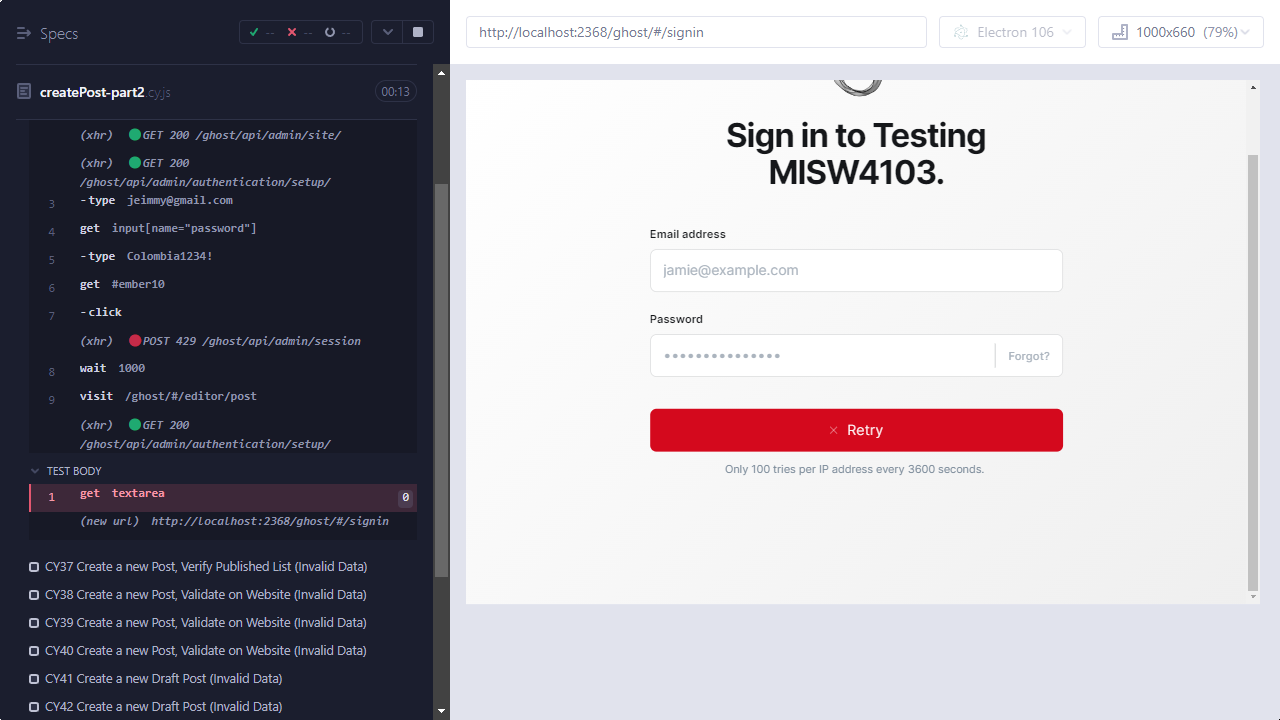 Specs
-- -- --
createPost-part2.cy.js
00:13
(xhr) GET 200 /ghost/api/admin/site/
(xhr) GET 200
/ghost/api/admin/authentication/setup/
3 -type jeimmy@gmail.com
4 get input[name="password"]
5 -type Colombia1234!
6 get #ember10
7 -click
(xhr) POST 429 /ghost/api/admin/session
8 wait 1000
9 visit /ghost/#/editor/post
(xhr) GET 200
/ghost/api/admin/authentication/setup/
TEST BODY
1 get textarea 0
(new url) http://localhost:2368/ghost/#/signin
CY37 Create a new Post, Verify Published List (Invalid Data)
CY38 Create a new Post, Validate on Website (Invalid Data)
CY39 Create a new Post, Validate on Website (Invalid Data)
CY40 Create a new Post, Validate on Website (Invalid Data)
CY41 Create a new Draft Post (Invalid Data)
CY42 Create a new Draft Post (Invalid Data)
http://localhost:2368/ghost/#/signin
Electron 106
1000x660 (79%)
Sign in to Testing
MISW4103.
Email address
jamie@example.com
Password
•••••••••••••••
Forgot?
Retry
Only 100 tries per IP address every 3600 seconds.